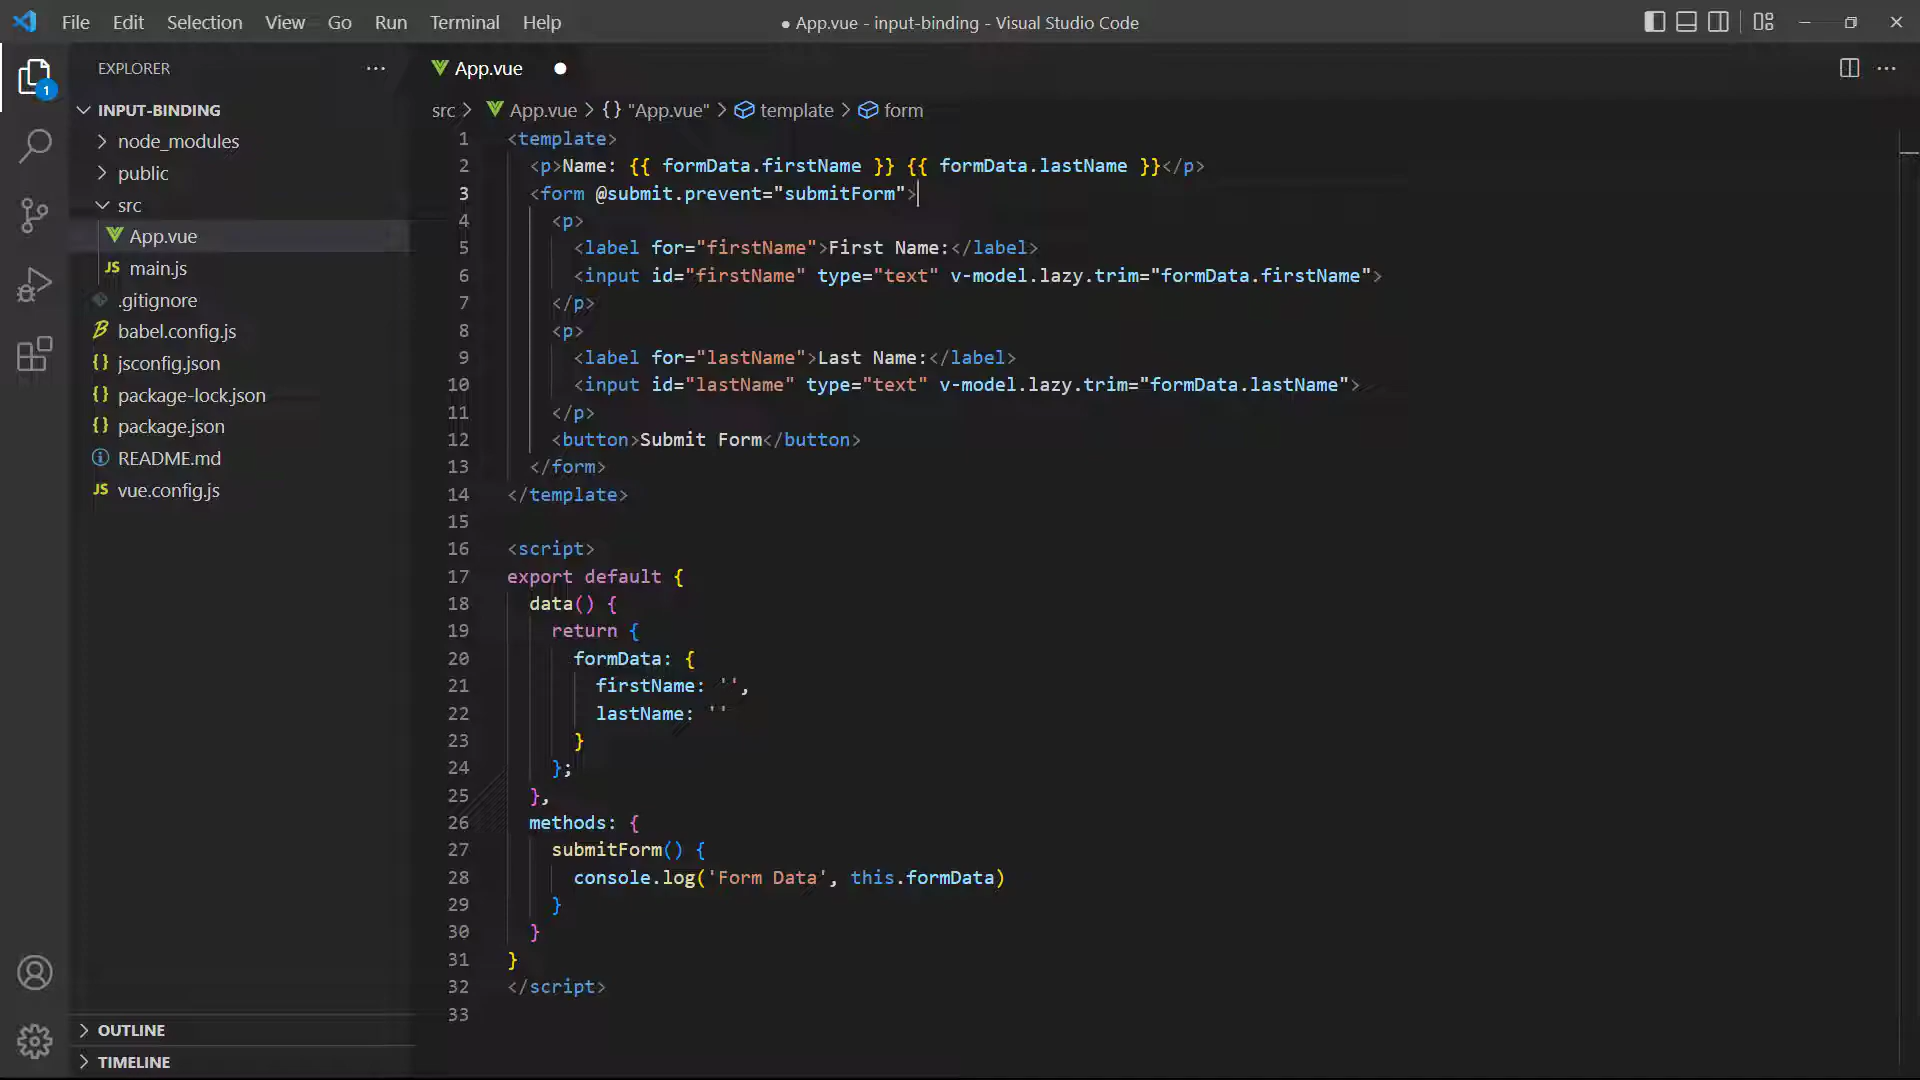 File Edit Selection View Go Run Terminal Help
● App.vue - input-binding - Visual Studio Code
EXPLORER
1
INPUT-BINDING
node_modules
public
src
App.vue
JS main.js
.gitignore
babel.config.js
{} jsconfig.json
{} package-lock.json
{} package.json
README.md
JS vue.config.js
OUTLINE
TIMELINE
App.vue ●
src > App.vue > {} "App.vue" > template > form
1 <template>
2 <p>Name: {{ formData.firstName }} {{ formData.lastName }}</p>
3 <form @submit.prevent="submitForm">
4 <p>
5 <label for="firstName">First Name:</label>
6 <input id="firstName" type="text" v-model.lazy.trim="formData.firstName">
7 </p>
8 <p>
9 <label for="lastName">Last Name:</label>
10 <input id="lastName" type="text" v-model.lazy.trim="formData.lastName">
11 </p>
12 <button>Submit Form</button>
13 </form>
14 </template>
15
16 <script>
17 export default {
18 data() {
19 return {
20 formData: {
21 firstName: '',
22 lastName: ''
23 }
24 };
25 },
26 methods: {
27 submitForm() {
28 console.log('Form Data', this.formData)
29 }
30 }
31 }
32 </script>
33